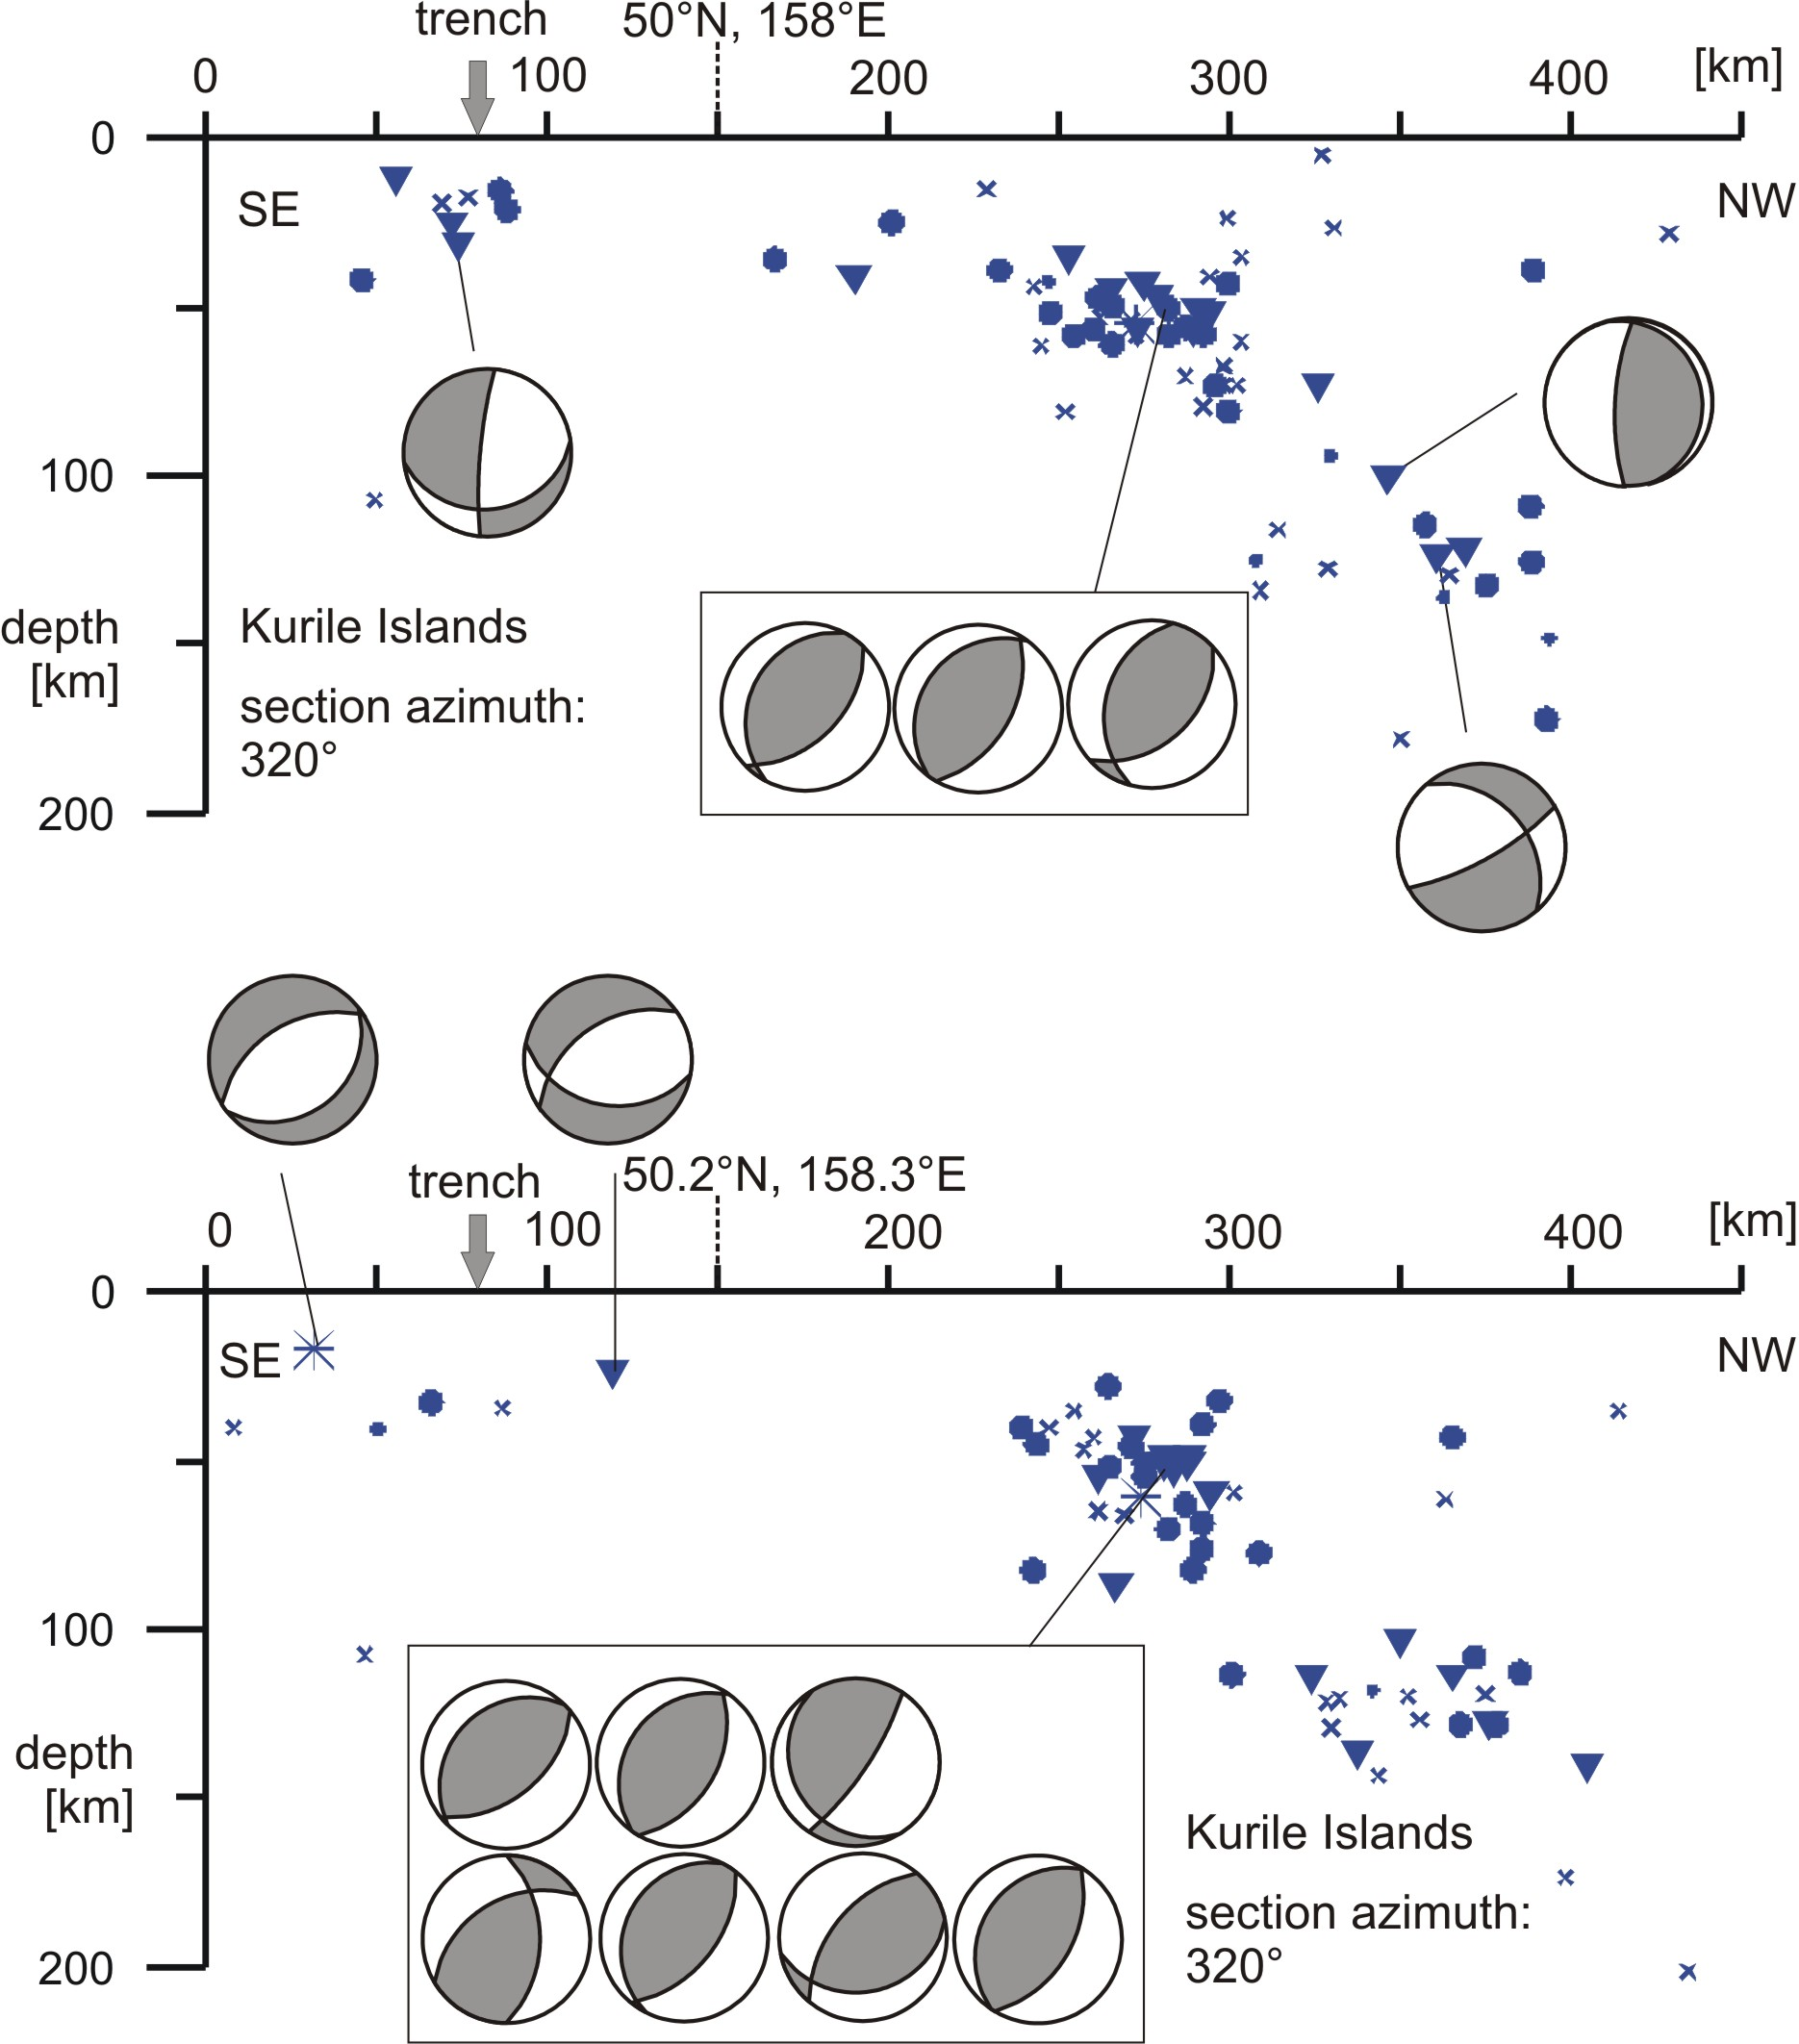 trench 50°N, 158°E
0 100 200 300 400 [km]
0
SE NW
100
depth
[km]
Kurile Islands
section azimuth:
320°
200
trench 50.2°N, 158.3°E
0 100 200 300 400 [km]
0
SE NW
100
depth
[km]
Kurile Islands
section azimuth:
320°
200